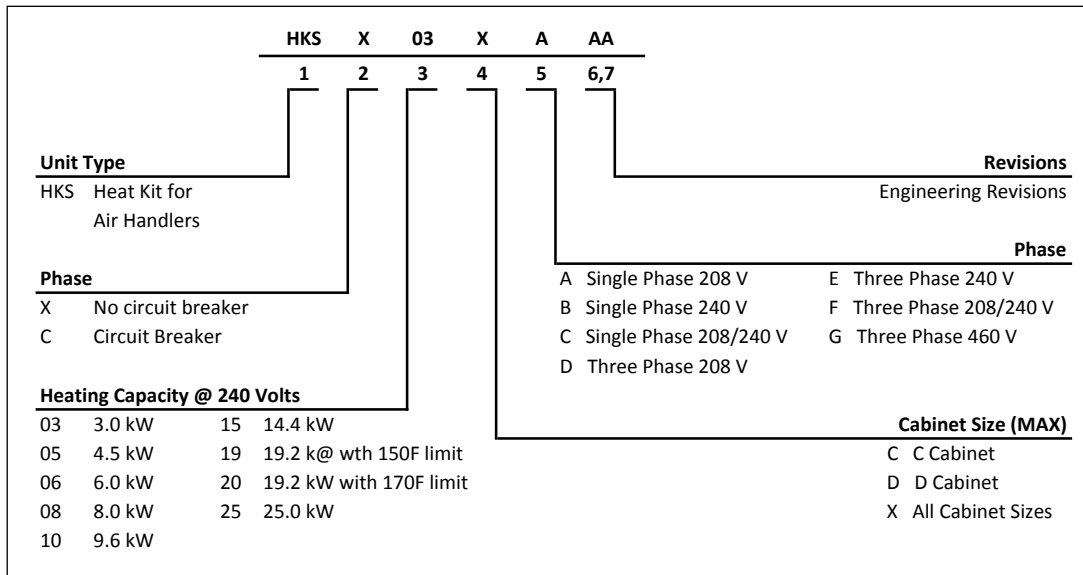 HKS X 03 X A AA
1 2 3 4 5 6,7
Unit Type
HKS Heat Kit for
Air Handlers
Revisions
Engineering Revisions
Phase
X No circuit breaker
C Circuit Breaker
Phase
A Single Phase 208 V E Three Phase 240 V
B Single Phase 240 V F Three Phase 208/240 V
C Single Phase 208/240 V G Three Phase 460 V
D Three Phase 208 V
Heating Capacity @ 240 Volts
03 3.0 kW 15 14.4 kW
05 4.5 kW 19 19.2 k@ wth 150F limit
06 6.0 kW 20 19.2 kW with 170F limit
08 8.0 kW 25 25.0 kW
10 9.6 kW
Cabinet Size (MAX)
C C Cabinet
D D Cabinet
X All Cabinet Sizes